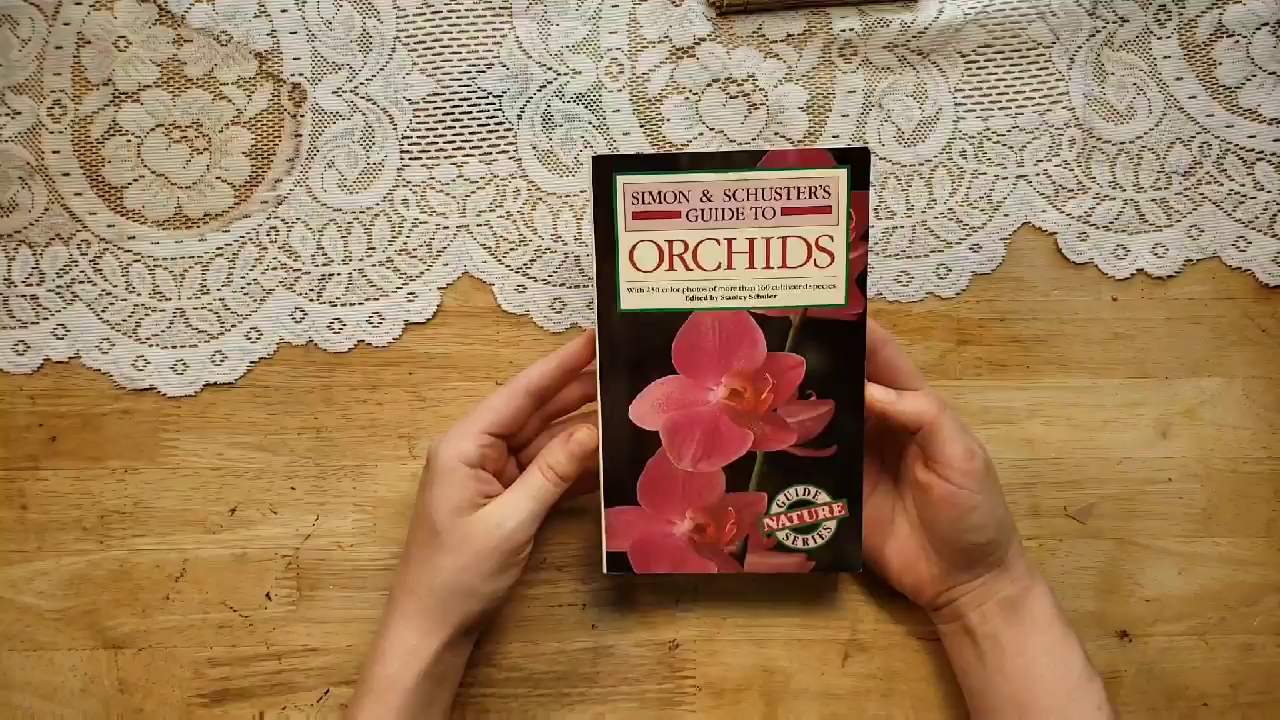 SIMON & SCHUSTER'S
GUIDE TO
ORCHIDS
With 250 color photos of more than 160 cultivated species
Edited by Stanley Schuler
GUIDE
NATURE
SERIES